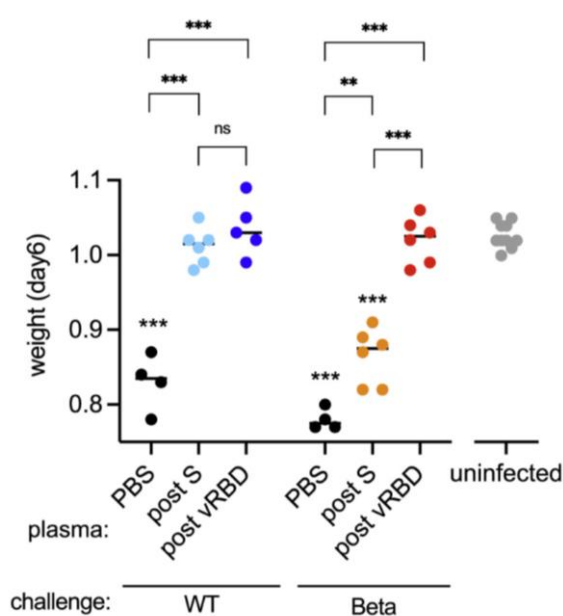 ***
***
***
**
ns
***
1.1
1.0
0.9
0.8
weight (day6)
***
***
***
PBS
post S
post vRBD
PBS
post S
post vRBD
uninfected
plasma:
challenge:
WT
Beta